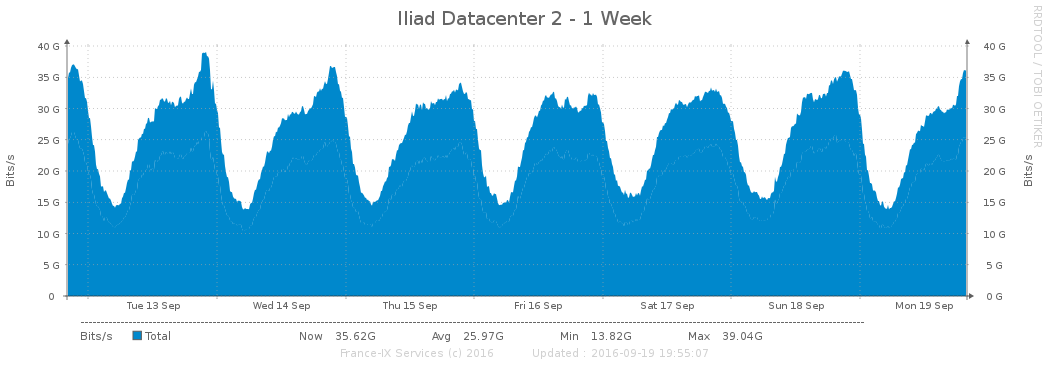 Iliad Datacenter 2 - 1 Week
RRDTOOL / TOBI OETIKER
Bits/s
40 G 40 G
35 G 35 G
30 G 30 G
25 G 25 G
20 G 20 G
15 G 15 G
10 G 10 G
5 G 5 G
0 0 G
Bits/s
Tue 13 Sep Wed 14 Sep Thu 15 Sep Fri 16 Sep Sat 17 Sep Sun 18 Sep Mon 19 Sep
Bits/s Total Now 35.62G Avg 25.97G Min 13.82G Max 39.04G
France-IX Services (c) 2016 Updated : 2016-09-19 19:55:07